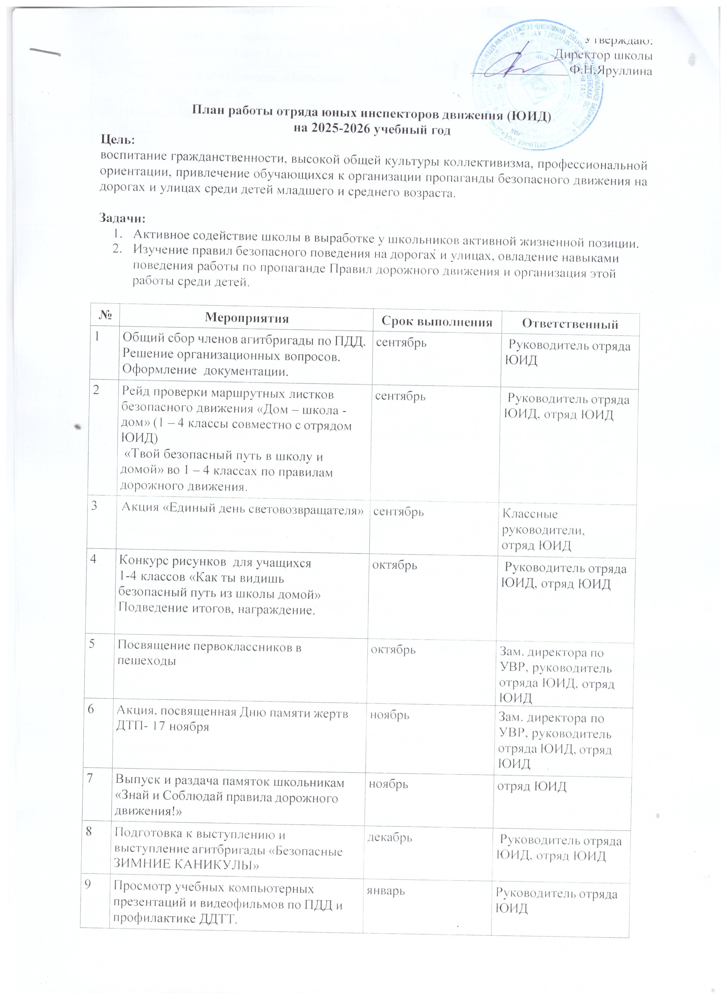 Утверждаю:
Директор школы
Ф.Н.Яруллина
План работы отряда юных инспекторов движения (ЮИД)
на 2025-2026 учебный год
Цель:
воспитание гражданственности, высокой общей культуры коллективизма, профессиональной
ориентации, привлечение обучающихся к организации пропаганды безопасного движения на
дорогах и улицах среди детей младшего и среднего возраста.
Задачи:
1. Активное содействие школы в выработке у школьников активной жизненной позиции.
2. Изучение правил безопасного поведения на дорогах и улицах, овладение навыками
поведения работы по пропаганде Правил дорожного движения и организация этой
работы среди детей.
№ Мероприятия Срок выполнения Ответственный
1 Общий сбор членов агитбригады по ПДД. сентябрь Руководитель отряда
Решение организационных вопросов. ЮИД
Оформление документации.
2 Рейд проверки маршрутных листков сентябрь Руководитель отряда
безопасного движения «Дом – школа - ЮИД, отряд ЮИД
дом» (1 – 4 классы совместно с отрядом
ЮИД)
«Твой безопасный путь в школу и
домой» во 1 – 4 классах по правилам
дорожного движения.
3 Акция «Единый день световозвращателя» сентябрь Классные
руководители,
отряд ЮИД
4 Конкурс рисунков для учащихся октябрь Руководитель отряда
1-4 классов «Как ты видишь ЮИД, отряд ЮИД
безопасный путь из школы домой»
Подведение итогов, награждение.
5 Посвящение первоклассников в октябрь Зам. директора по
пешеходы УВР, руководитель
отряда ЮИД, отряд
ЮИД
6 Акция, посвященная Дню памяти жертв ноябрь Зам. директора по
ДТП- 17 ноября УВР, руководитель
отряда ЮИД, отряд
ЮИД
7 Выпуск и раздача памяток школьникам ноябрь отряд ЮИД
«Знай и Соблюдай правила дорожного
движения!»
8 Подготовка к выступлению и декабрь Руководитель отряда
выступление агитбригады «Безопасные ЮИД, отряд ЮИД
ЗИМНИЕ КАНИКУЛЫ»
9 Просмотр учебных компьютерных январь Руководитель отряда
презентаций и видеофильмов по ПДД и ЮИД
профилактике ДДТТ.